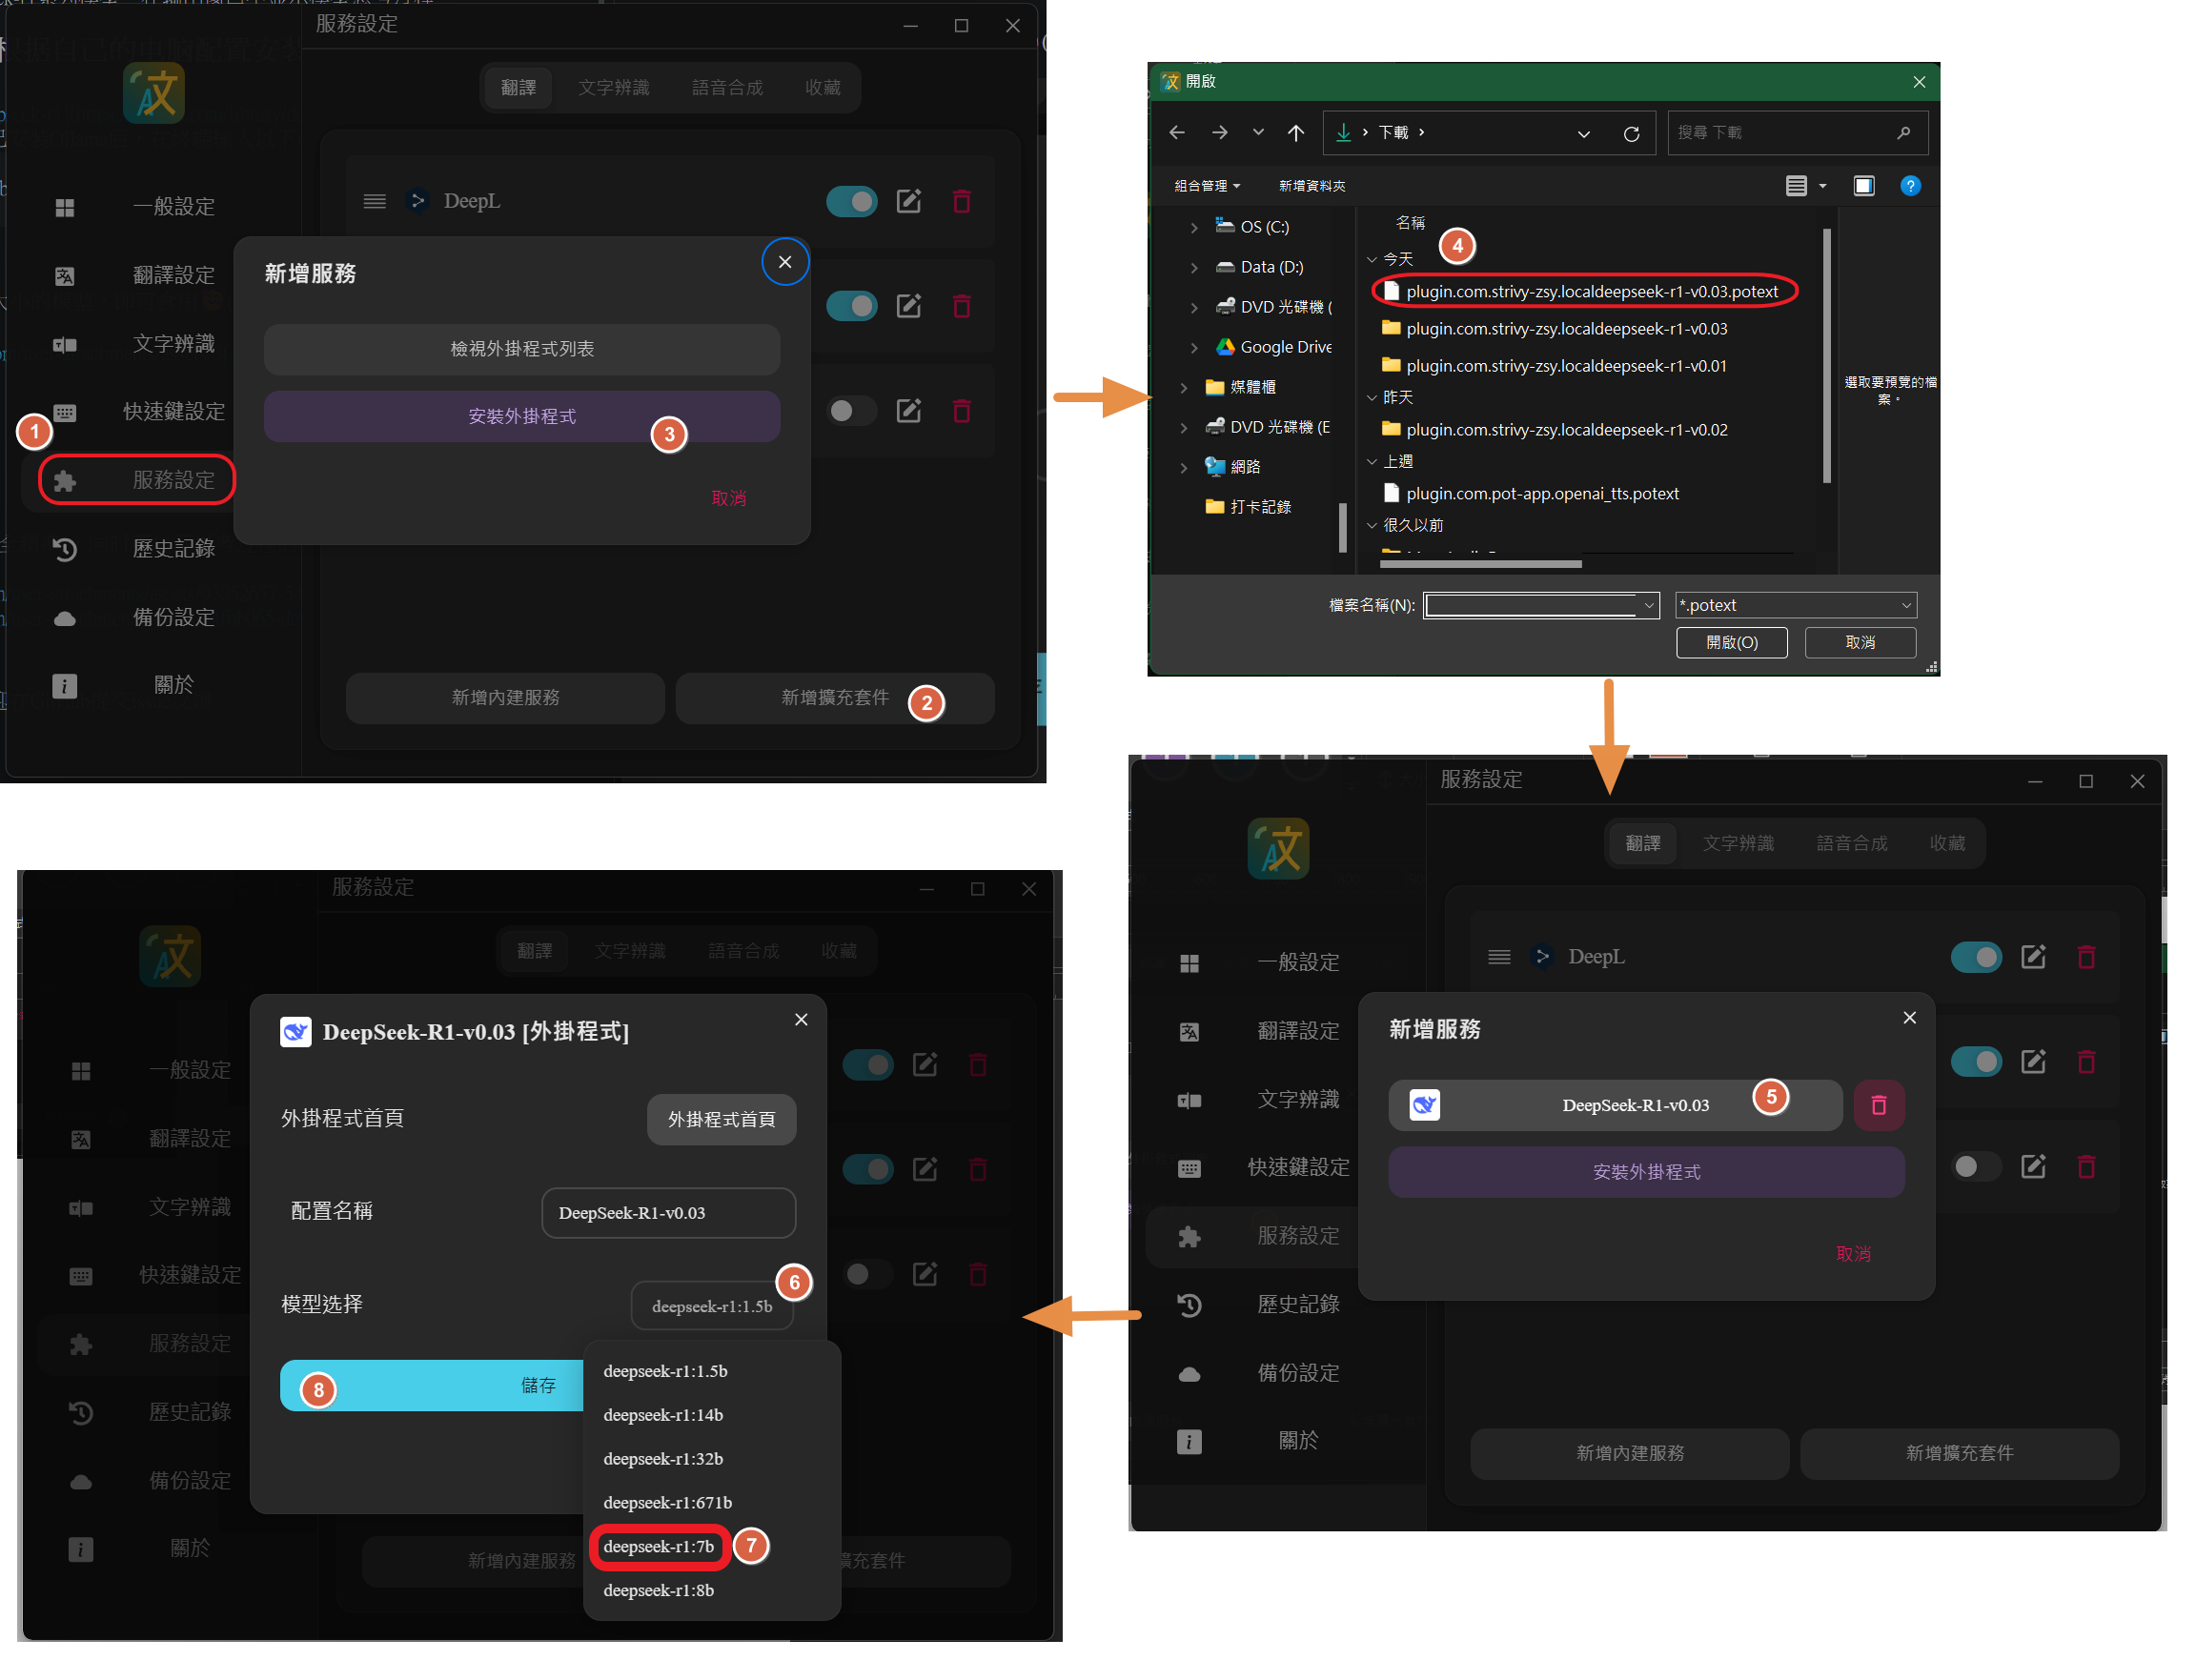 服務設定
翻譯
文字辨識
語音合成
收藏
一般設定
翻譯設定
文字辨識
快速鍵設定
服務設定
歷史記錄
備份設定
關於
DeepL
新增服務
檢視外掛程式列表
安裝外掛程式
取消
新增內建服務
新增擴充套件
1
2
3
開啟
下載
搜尋 下載
組合管理
新增資料夾
OS (C:)
Data (D:)
DVD 光碟機 (
Google Drive
媒體櫃
DVD 光碟機 (E
網路
打卡記錄
名稱
4
今天
plugin.com.strivy-zsy.localdeepseek-r1-v0.03.potext
plugin.com.strivy-zsy.localdeepseek-r1-v0.03
plugin.com.strivy-zsy.localdeepseek-r1-v0.01
昨天
plugin.com.strivy-zsy.localdeepseek-r1-v0.02
上週
plugin.com.pot-app.openai_tts.potext
很久以前
選取要預覽的檔
案。
檔案名稱(N):
*.potext
開啟(O)
取消
服務設定
翻譯
文字辨識
語音合成
收藏
一般設定
翻譯設定
文字辨識
快速鍵設定
服務設定
歷史記錄
備份設定
關於
DeepL
新增服務
DeepSeek-R1-v0.03
5
安裝外掛程式
取消
新增內建服務
新增擴充套件
服務設定
翻譯
文字辨識
語音合成
收藏
一般設定
翻譯設定
文字辨識
快速鍵設定
服務設定
歷史記錄
備份設定
關於
DeepSeek-R1-v0.03 [外掛程式]
外掛程式首頁
外掛程式首頁
配置名稱
DeepSeek-R1-v0.03
模型选择
deepseek-r1:1.5b
6
儲存
8
deepseek-r1:1.5b
deepseek-r1:14b
deepseek-r1:32b
deepseek-r1:671b
deepseek-r1:7b
7
deepseek-r1:8b
新增內建服務
擴充套件